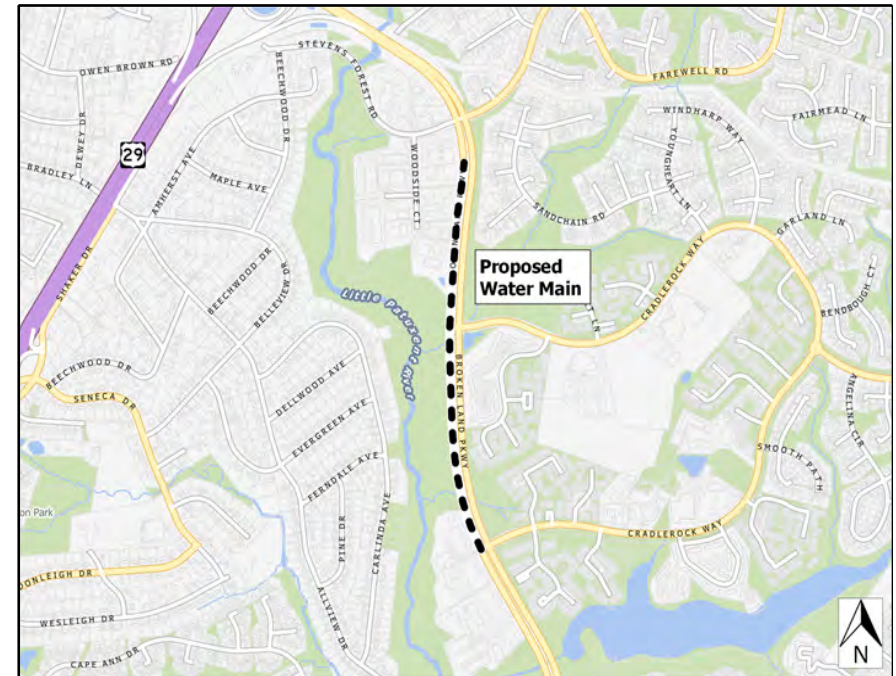 STEVENS FOREST RD
OWEN BROWN RD
BEECHWOOD DR
FAREWELL RD
DEWEY DR
WINDHARP WAY
FAIRMEAD LN
29
AMHERST AVE
WOODSIDE CT
YOUNGHEART LN
BRADLEY LN
MAPLE AVE
SANDCHAIN RD
GARLAND LN
SHAKER DR
BEECHWOOD DR
BELLEVIEW DR
Proposed
Water Main
CRADLEROCK WAY
BENDBOUGH CT
Little Patuxent River
T LN
BEECHWOOD DR
DELLWOOD AVE
BROKEN LAND PKWY
SENECA DR
EVERGREEN AVE
ANGELINA CIR
FERNDALE AVE
SMOOTH PATH
on Park
PINE DR
CARLINDA AVE
CRADLEROCK WAY
DONLEIGH DR
WESLEIGH DR
ALLVIEW DR
CAPE ANN DR
N